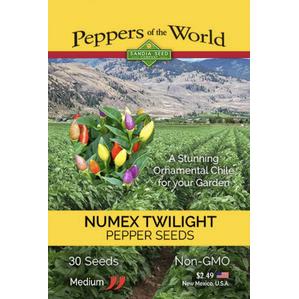 Peppers of the World
SANDIA SEED
COMPANY
A Stunning
Ornamental Chile
for your Garden
NUMEX TWILIGHT
PEPPER SEEDS
30 Seeds
Non-GMO
Medium
$2.49
New Mexico, U.S.A.